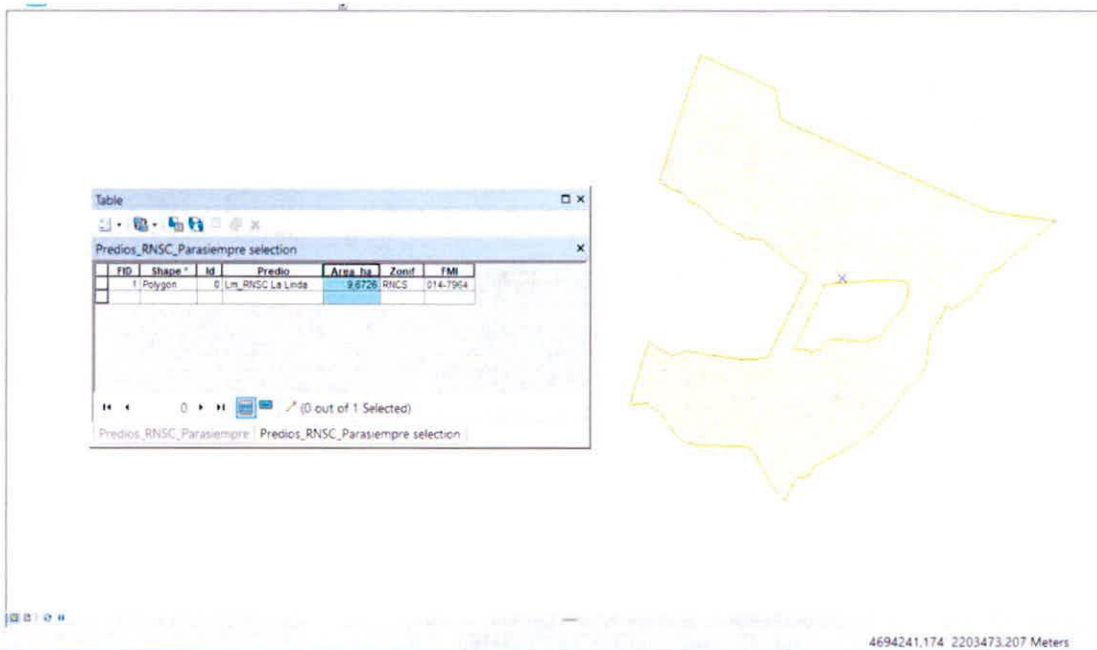 Table
Predios_RNSC_Parasiempre selection
FID Shape * Id Predio Area_ha Zonif FMI
1 Polygon 0 Lm_RNSC La Linda 9,6726 RNCS 014-7964
0 (0 out of 1 Selected)
Predios_RNSC_Parasiempre Predios_RNSC_Parasiempre selection
4694241,174 2203473,207 Meters